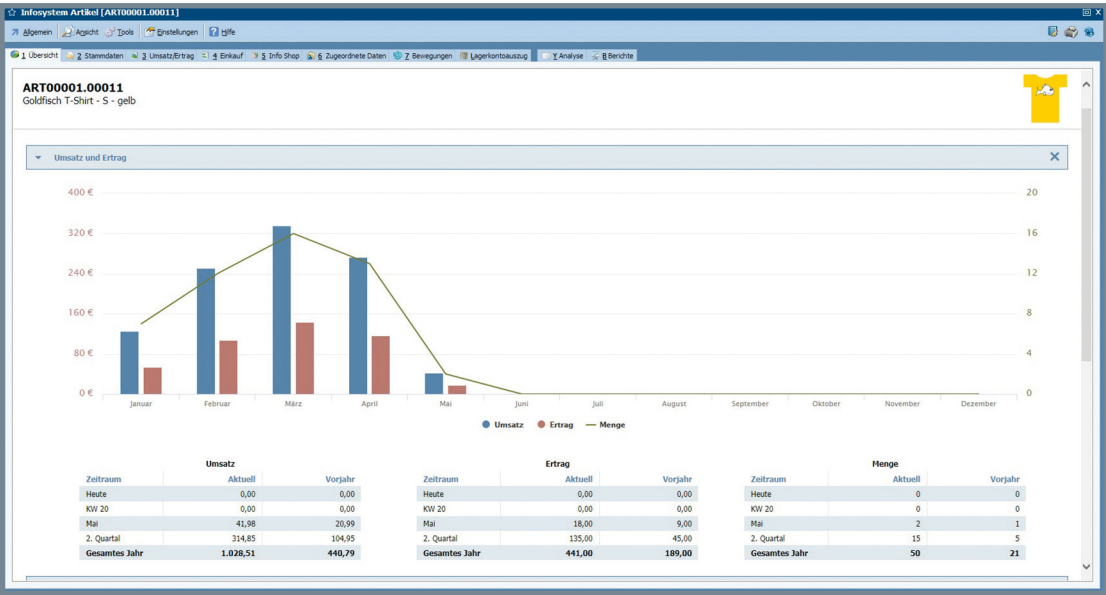 Infosystem Artikel [ART00001.00011]
Allgemein Ansicht Tools Einstellungen Hilfe
1 Übersicht 2 Stammdaten 3 Umsatz/Ertrag 4 Einkauf 5 Info Shop 6 Zugeordnete Daten 7 Bewegungen Lagerkontoauszug Y Analyse 8 Berichte
ART00001.00011
Goldfisch T-Shirt - S - gelb
Umsatz und Ertrag
400 € 20
320 € 16
240 € 12
160 € 8
80 € 4
0 € 0
Januar Februar März April Mai Juni Juli August September Oktober November Dezember
Umsatz Ertrag Menge
Umsatz Ertrag Menge
Zeitraum Aktuell Vorjahr Zeitraum Aktuell Vorjahr Zeitraum Aktuell Vorjahr
Heute 0,00 0,00 Heute 0,00 0,00 Heute 0 0
KW 20 0,00 0,00 KW 20 0,00 0,00 KW 20 0 0
Mai 41,98 20,99 Mai 18,00 9,00 Mai 2 1
2. Quartal 314,85 104,95 2. Quartal 135,00 45,00 2. Quartal 15 5
Gesamtes Jahr 1.028,51 440,79 Gesamtes Jahr 441,00 189,00 Gesamtes Jahr 50 21